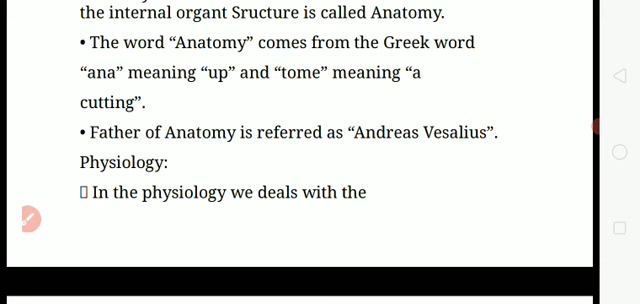 the internal organt Sructure is called Anatomy.
• The word “Anatomy” comes from the Greek word
“ana” meaning “up” and “tome” meaning “a
cutting”.
• Father of Anatomy is referred as “Andreas Vesalius”.
Physiology:
▯ In the physiology we deals with the